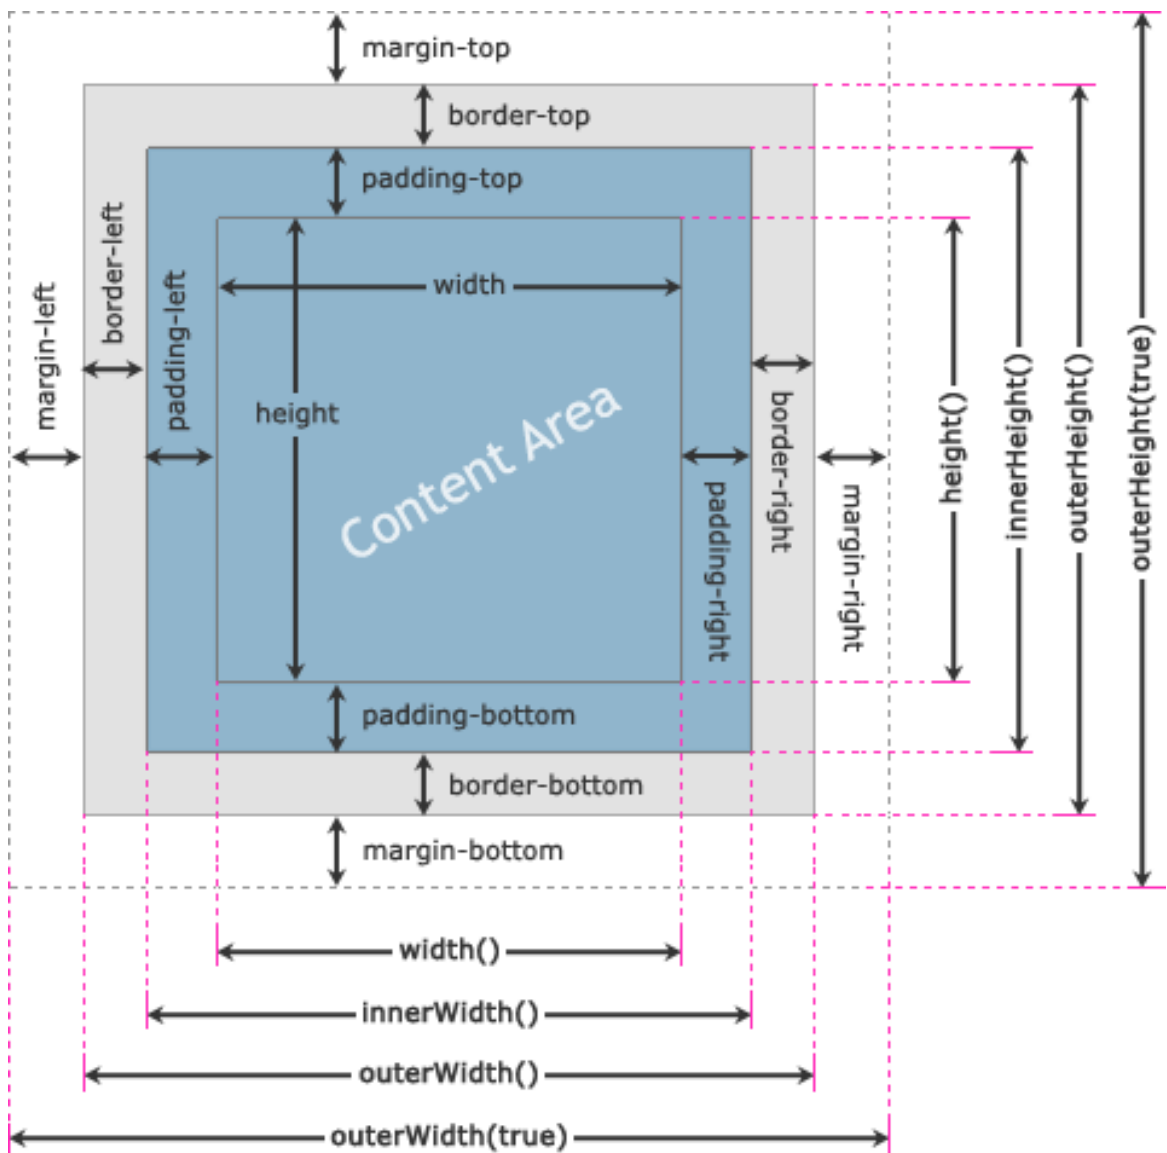 margin-top
border-top
padding-top
width
height
Content Area
margin-left
border-left
padding-left
padding-right
border-right
margin-right
height()
innerHeight()
outerHeight()
outerHeight(true)
padding-bottom
border-bottom
margin-bottom
width()
innerWidth()
outerWidth()
outerWidth(true)